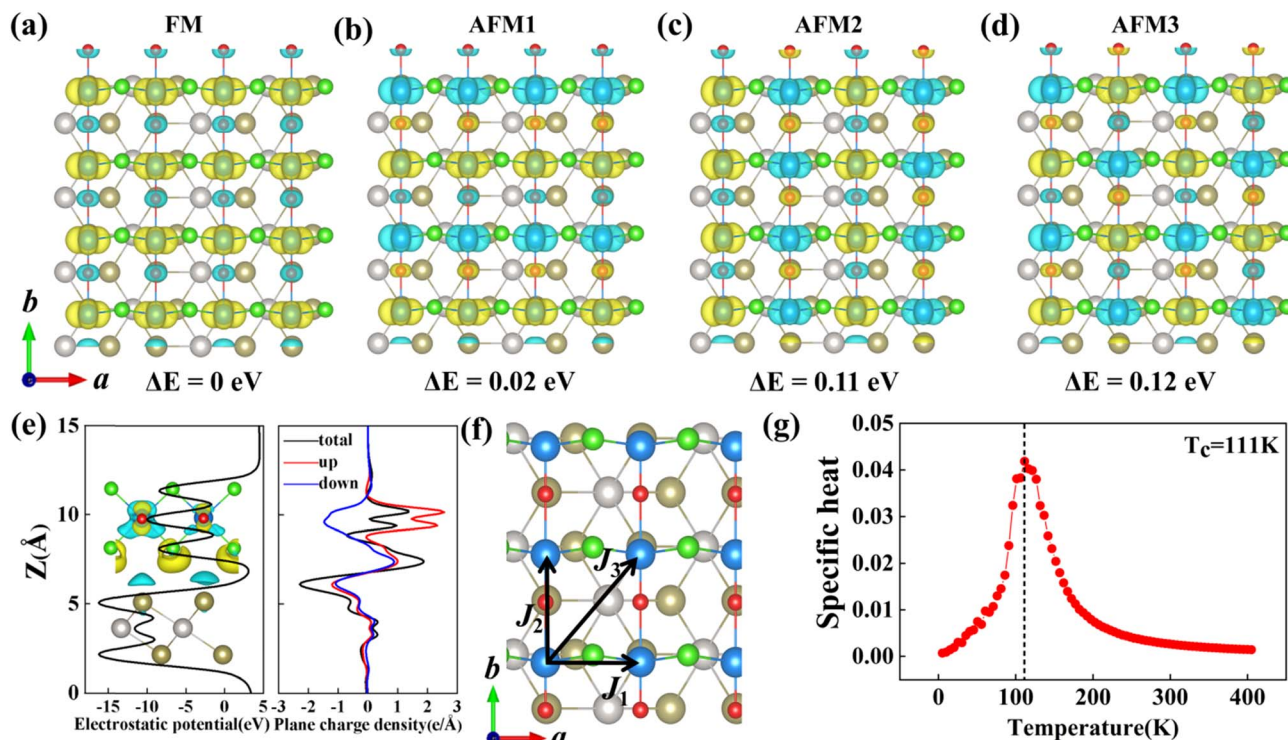 (a) FM
(b) AFM1
(c) AFM2
(d) AFM3
b
a
ΔE = 0 eV
ΔE = 0.02 eV
ΔE = 0.11 eV
ΔE = 0.12 eV
(e)
15
10
5
0
Z(Å)
-15 -10 -5 0 5
Electrostatic potential(eV)
total
up
down
-3 -2 -1 0 1 2 3
Plane charge density(e/Å)
(f)
J3
J2
J1
b
a
(g)
0.05
0.04
0.03
0.02
0.01
0.00
Specific heat
Tc=111K
0 100 200 300 400
Temperature(K)